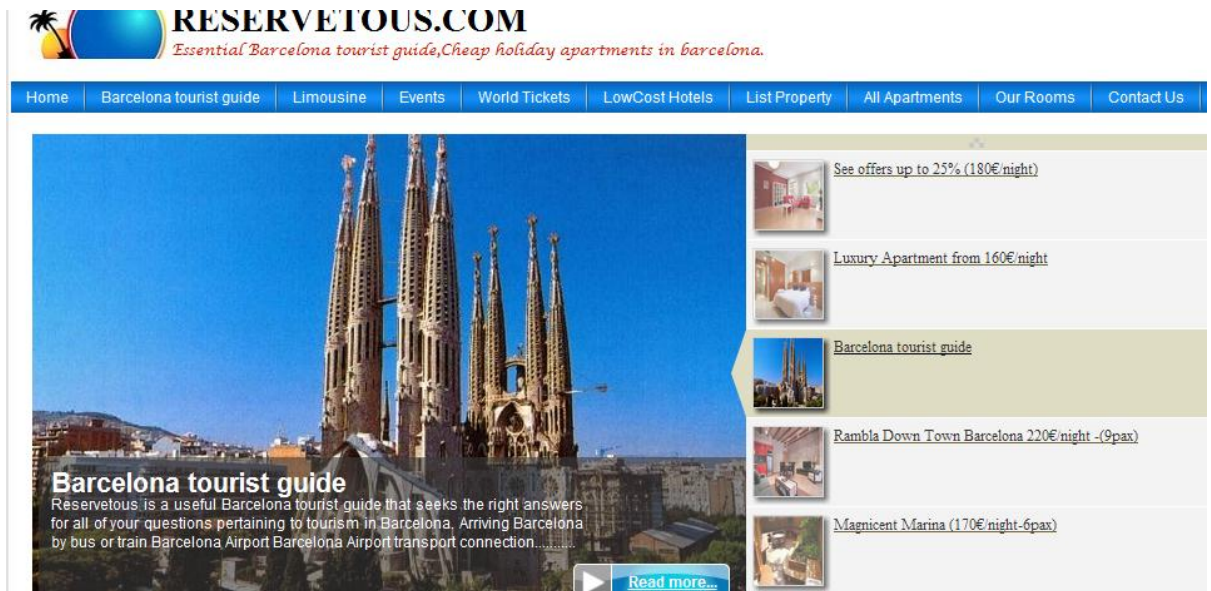 RESERVETOUS.COM
Essential Barcelona tourist guide,Cheap holiday apartments in barcelona.
Home Barcelona tourist guide Limousine Events World Tickets LowCost Hotels List Property All Apartments Our Rooms Contact Us
See offers up to 25% (180€/night)
Luxury Apartment from 160€/night
Barcelona tourist guide
Rambla Down Town Barcelona 220€/night -(9pax)
Magnicent Marina (170€/night-6pax)
Barcelona tourist guide
Reservetous is a useful Barcelona tourist guide that seeks the right answers
for all of your questions pertaining to tourism in Barcelona, Arriving Barcelona
by bus or train Barcelona Airport Barcelona Airport transport connection...........
Read more...